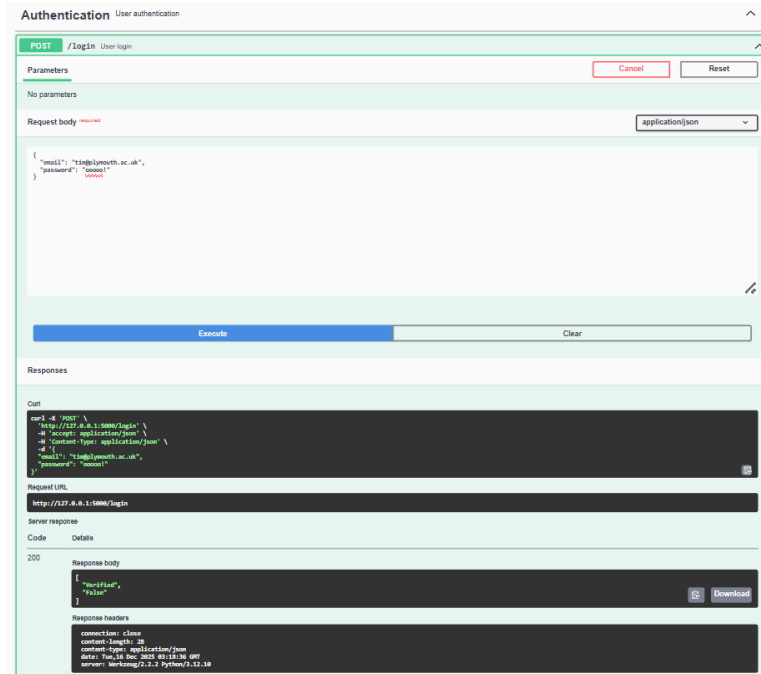 Authentication User authentication
POST /login User login
Parameters
Cancel
Reset
No parameters
Request body required
application/json
{
"email": "tim@plymouth.ac.uk",
"password": "ooooo!"
}
Execute
Clear
Responses
Curl
curl -X 'POST' \
'http://127.0.0.1:5000/login' \
-H 'accept: application/json' \
-H 'Content-Type: application/json' \
-d '{
"email": "tim@plymouth.ac.uk",
"password": "ooooo!"
}'
Request URL
http://127.0.0.1:5000/login
Server response
Code Details
200
Response body
[
"Verified",
"False"
]
Download
Response headers
connection: close
content-length: 28
content-type: application/json
date: Tue,16 Dec 2025 03:18:36 GMT
server: Werkzeug/2.2.2 Python/3.12.10